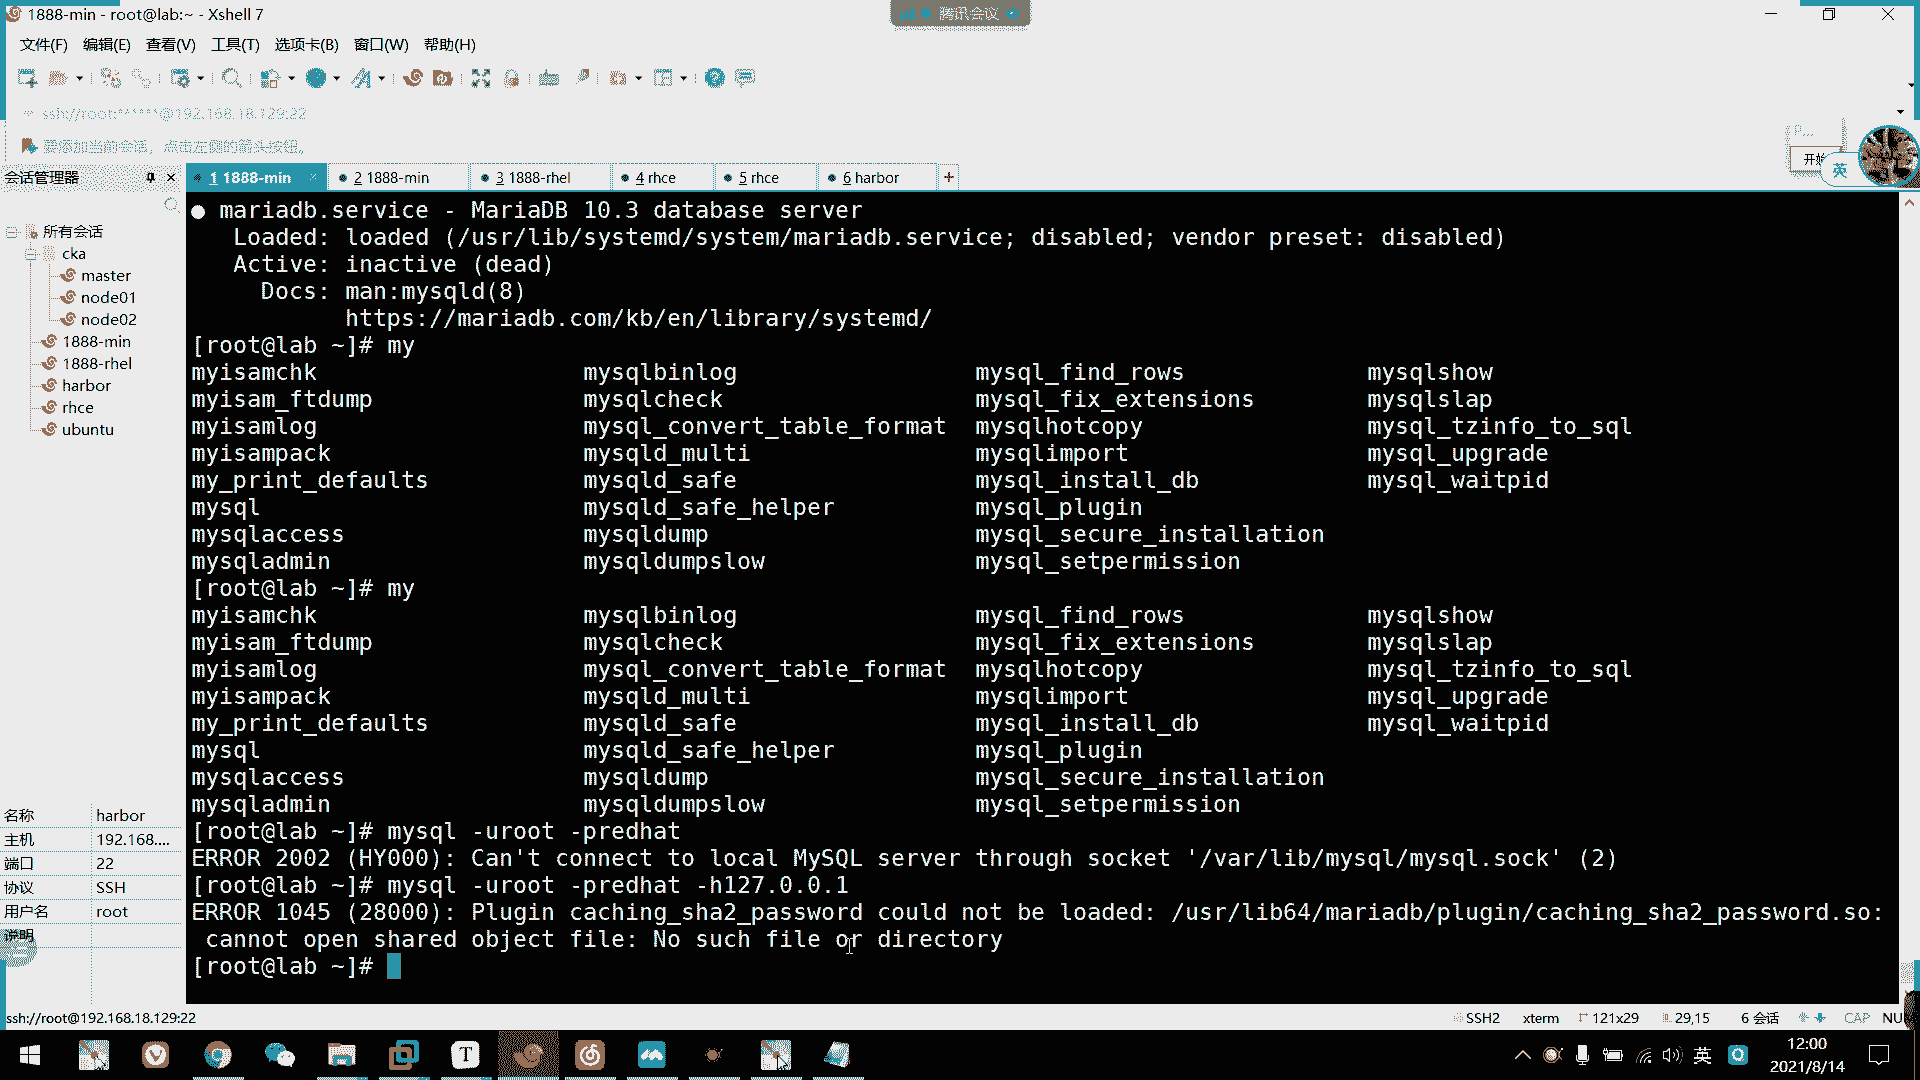 1888-min - root@lab:~ - Xshell 7
腾讯会议
文件(F) 编辑(E) 查看(V) 工具(T) 选项卡(B) 窗口(W) 帮助(H)
ssh://root:******@192.168.18.129:22
要添加当前会话，点击左侧的箭头按钮。
P...
开始
英
会话管理器
1 1888-min 2 1888-min 3 1888-rhel 4 rhce 5 rhce 6 harbor
所有会话
cka
master
node01
node02
1888-min
1888-rhel
harbor
rhce
ubuntu
名称 harbor
主机 192.168....
端口 22
协议 SSH
用户名 root
说明
● mariadb.service - MariaDB 10.3 database server
Loaded: loaded (/usr/lib/systemd/system/mariadb.service; disabled; vendor preset: disabled)
Active: inactive (dead)
Docs: man:mysqld(8)
https://mariadb.com/kb/en/library/systemd/
[root@lab ~]# my
myisamchk mysqlbinlog mysql_find_rows mysqlshow
myisam_ftdump mysqlcheck mysql_fix_extensions mysqlslap
myisamlog mysql_convert_table_format mysqlhotcopy mysql_tzinfo_to_sql
myisampack mysqld_multi mysqlimport mysql_upgrade
my_print_defaults mysqld_safe mysql_install_db mysql_waitpid
mysql mysqld_safe_helper mysql_plugin
mysqlaccess mysqldump mysql_secure_installation
mysqladmin mysqldumpslow mysql_setpermission
[root@lab ~]# my
myisamchk mysqlbinlog mysql_find_rows mysqlshow
myisam_ftdump mysqlcheck mysql_fix_extensions mysqlslap
myisamlog mysql_convert_table_format mysqlhotcopy mysql_tzinfo_to_sql
myisampack mysqld_multi mysqlimport mysql_upgrade
my_print_defaults mysqld_safe mysql_install_db mysql_waitpid
mysql mysqld_safe_helper mysql_plugin
mysqlaccess mysqldump mysql_secure_installation
mysqladmin mysqldumpslow mysql_setpermission
[root@lab ~]# mysql -uroot -predhat
ERROR 2002 (HY000): Can't connect to local MySQL server through socket '/var/lib/mysql/mysql.sock' (2)
[root@lab ~]# mysql -uroot -predhat -h127.0.0.1
ERROR 1045 (28000): Plugin caching_sha2_password could not be loaded: /usr/lib64/mariadb/plugin/caching_sha2_password.so:
cannot open shared object file: No such file or directory
[root@lab ~]#
ssh://root@192.168.18.129:22 SSH2 xterm 121x29 29,15 6 会话 CAP NU
T
英
12:00
2021/8/14